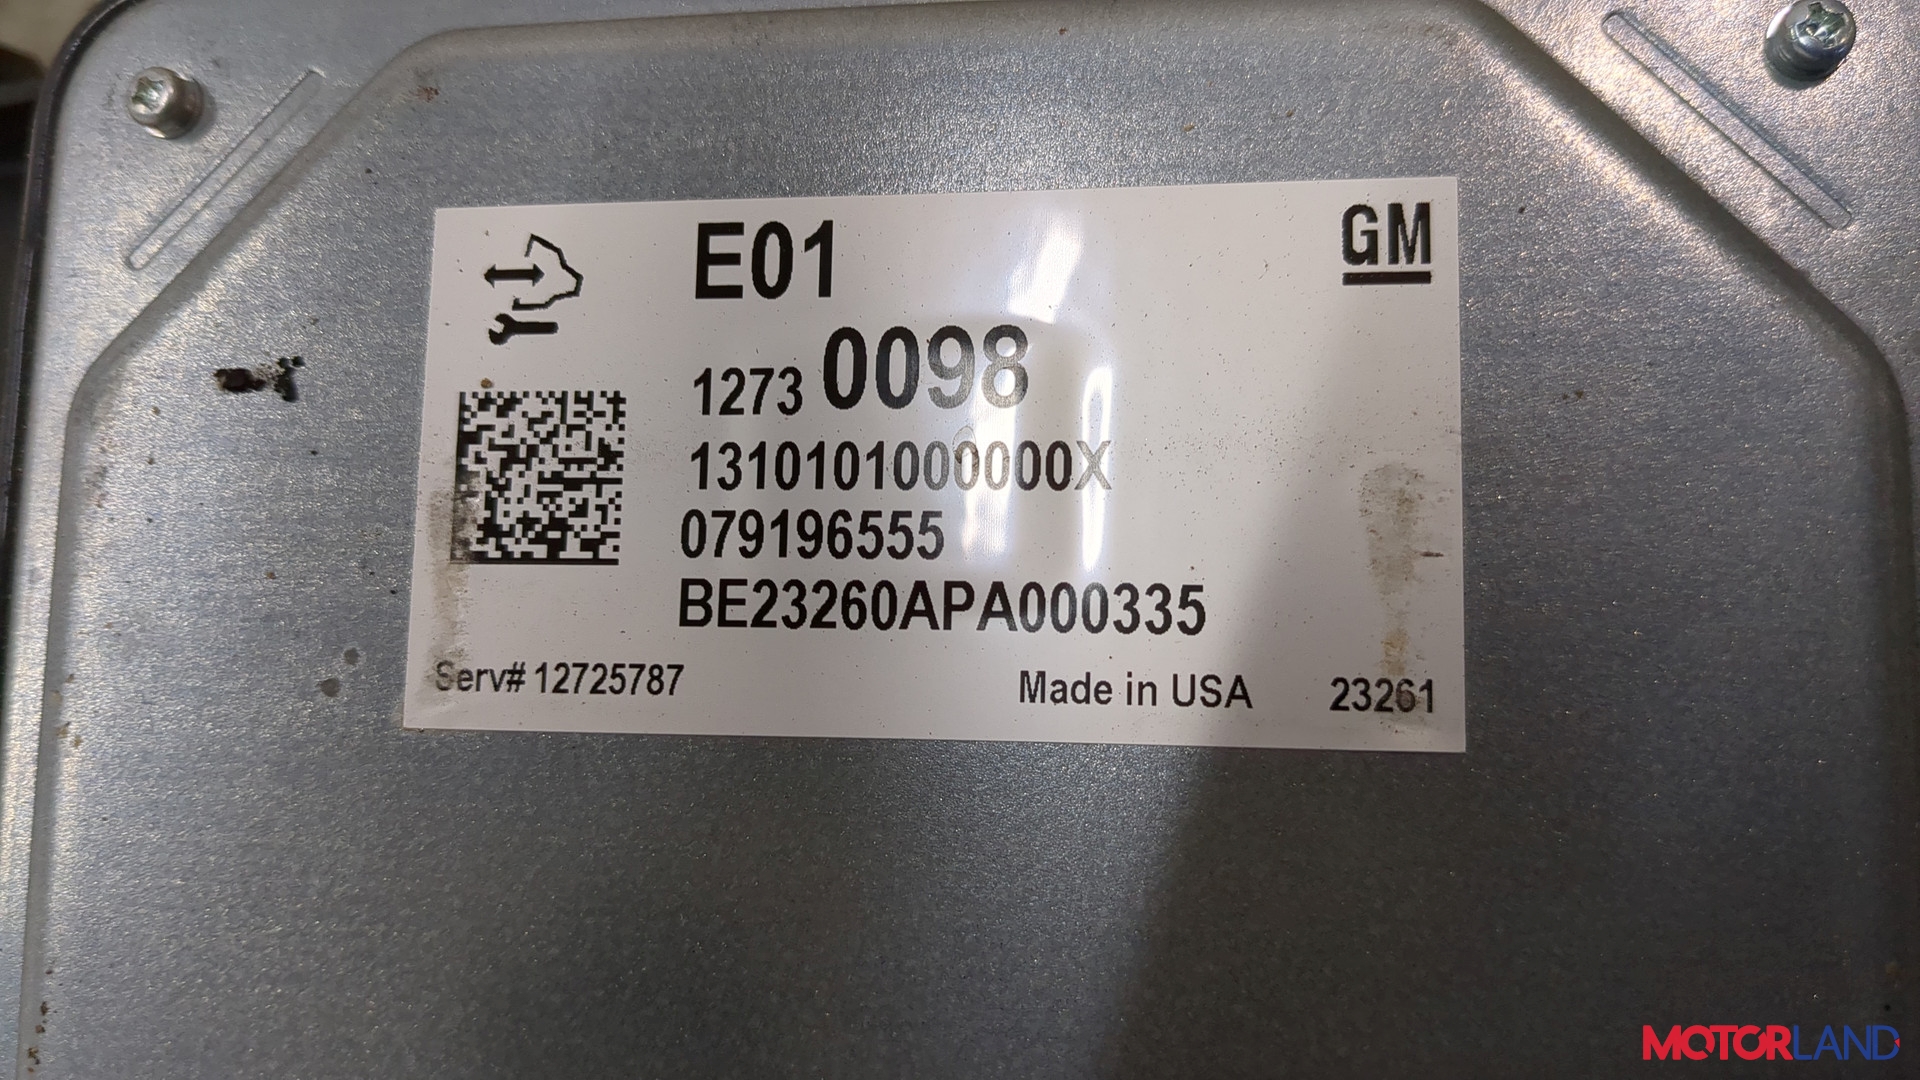 E01
GM
1273 0098
1310101000000X
079196555
BE23260APA000335
Serv# 12725787
Made in USA
23261
MOTORLAND